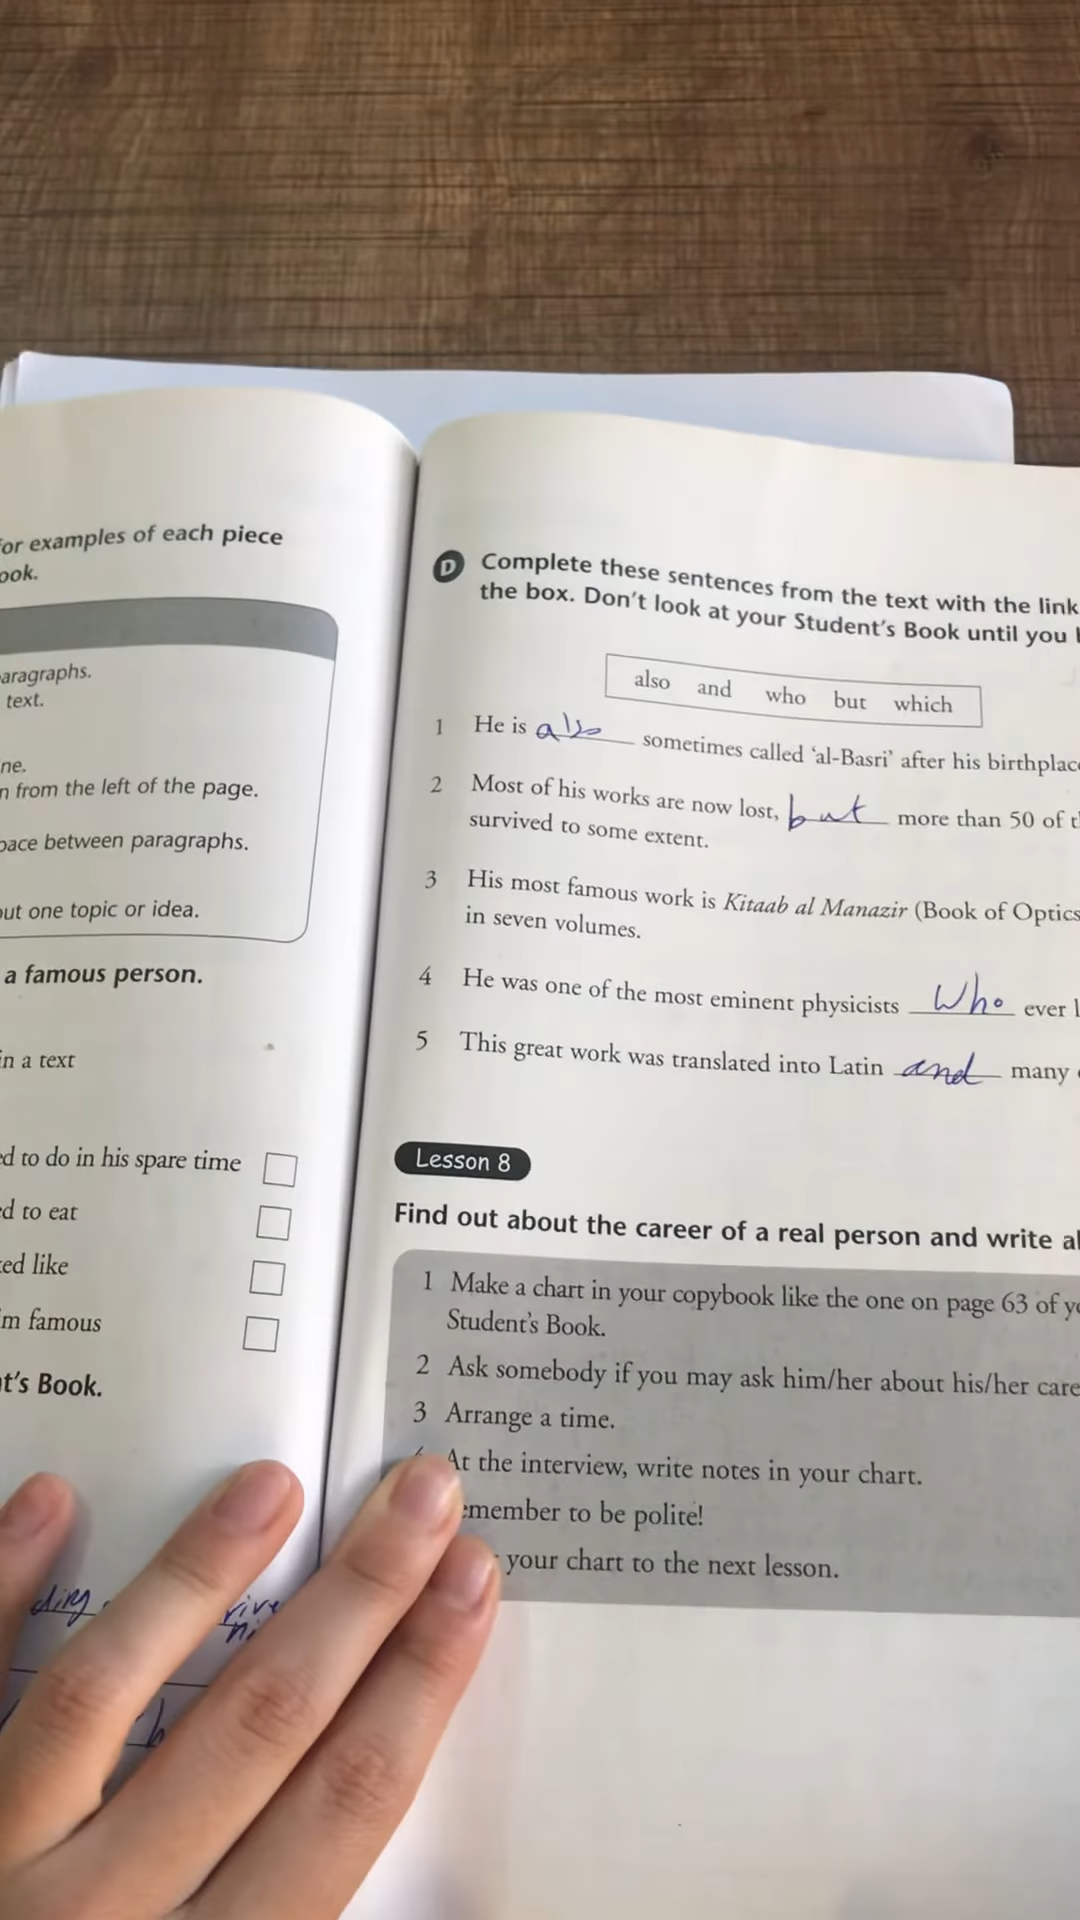 for examples of each piece
ook.
aragraphs.
text.
ne.
n from the left of the page.
pace between paragraphs.
out one topic or idea.
a famous person.
in a text
ed to do in his spare time
ed to eat
ked like
im famous
t's Book.
D Complete these sentences from the text with the link
the box. Don't look at your Student's Book until you
also and who but which
1 He is also sometimes called 'al-Basri' after his birthplace
2 Most of his works are now lost, but more than 50 of
survived to some extent.
3 His most famous work is Kitaab al Manazir (Book of Optics
in seven volumes.
4 He was one of the most eminent physicists Who ever
5 This great work was translated into Latin and many
Lesson 8
Find out about the career of a real person and write
1 Make a chart in your copybook like the one on page 63 of
Student's Book.
2 Ask somebody if you may ask him/her about his/her care
3 Arrange a time.
At the interview, write notes in your chart.
emember to be polite!
your chart to the next lesson.